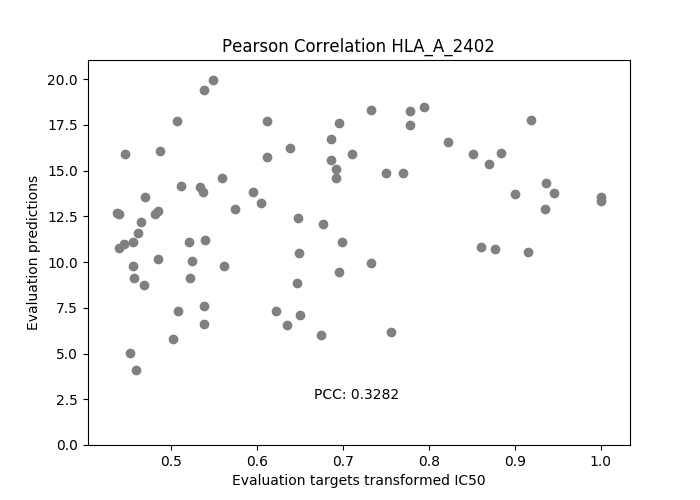 Pearson Correlation HLA_A_2402
20.0
17.5
15.0
12.5
10.0
7.5
5.0
2.5
0.0
Evaluation predictions
PCC: 0.3282
0.5 0.6 0.7 0.8 0.9 1.0
Evaluation targets transformed IC50